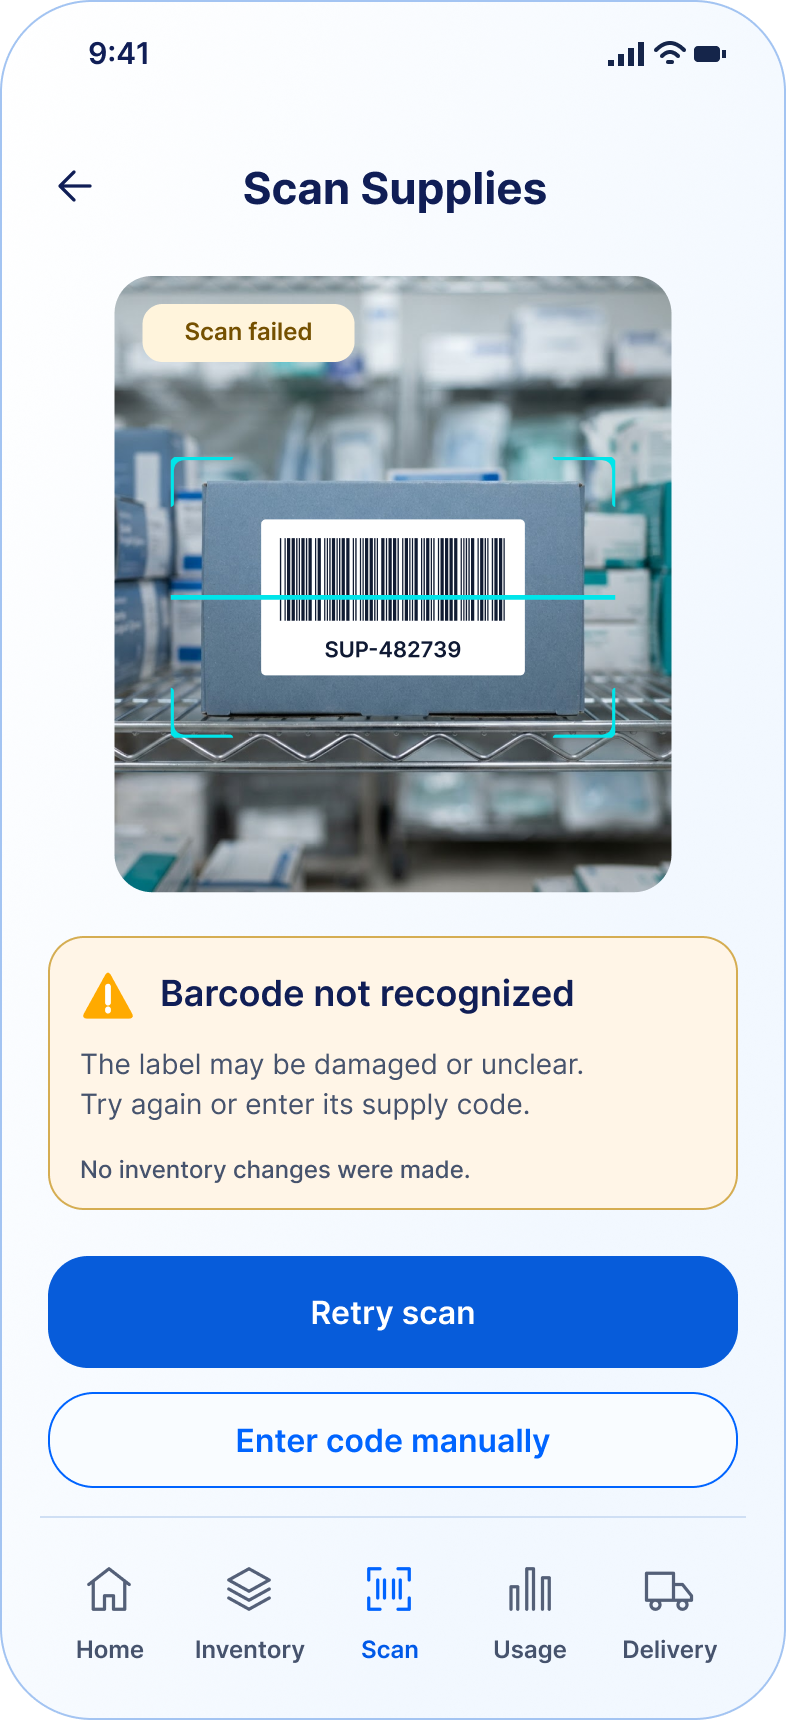 9:41
Scan Supplies
Scan failed
SUP-482739
Barcode not recognized
The label may be damaged or unclear.
Try again or enter its supply code.
No inventory changes were made.
Retry scan
Enter code manually
Home
Inventory
Scan
Usage
Delivery